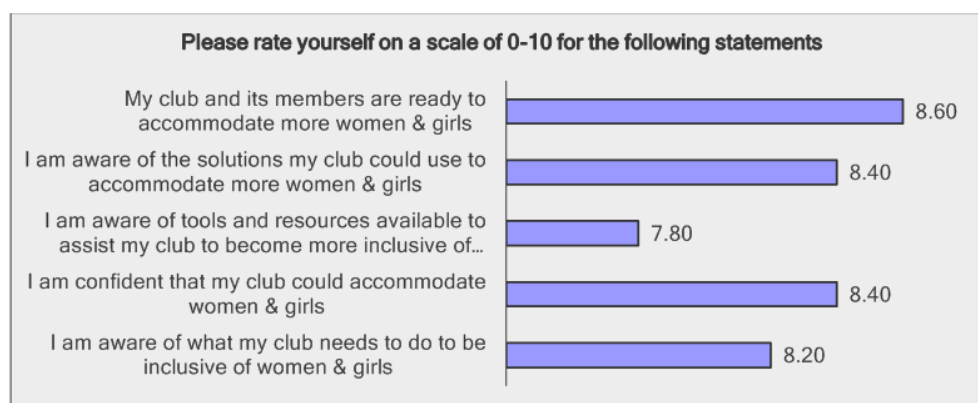 Please rate yourself on a scale of 0-10 for the following statements
My club and its members are ready to
accommodate more women & girls
8.60
I am aware of the solutions my club could use to
accommodate more women & girls
8.40
I am aware of tools and resources available to
assist my club to become more inclusive of...
7.80
I am confident that my club could accommodate
women & girls
8.40
I am aware of what my club needs to do to be
inclusive of women & girls
8.20